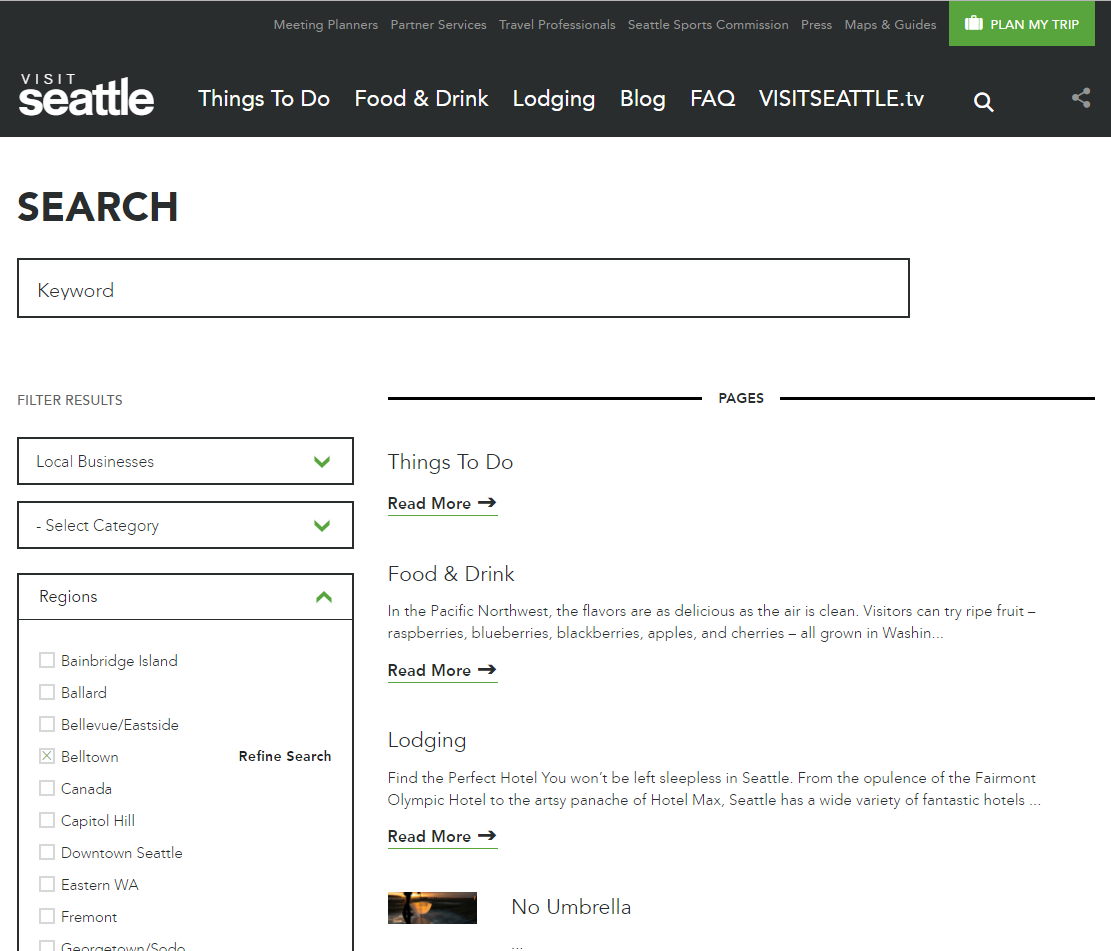 Meeting Planners Partner Services Travel Professionals Seattle Sports Commission Press Maps & Guides PLAN MY TRIP
VISIT
seattle
Things To Do Food & Drink Lodging Blog FAQ VISITSEATTLE.tv
SEARCH
Keyword
FILTER RESULTS
Local Businesses
- Select Category
Regions
Bainbridge Island
Ballard
Bellevue/Eastside
Belltown Refine Search
Canada
Capitol Hill
Downtown Seattle
Eastern WA
Fremont
Georgetown/Sodo
PAGES
Things To Do
Read More
Food & Drink
In the Pacific Northwest, the flavors are as delicious as the air is clean. Visitors can try ripe fruit –
raspberries, blueberries, blackberries, apples, and cherries – all grown in Washin...
Read More
Lodging
Find the Perfect Hotel You won’t be left sleepless in Seattle. From the opulence of the Fairmont
Olympic Hotel to the artsy panache of Hotel Max, Seattle has a wide variety of fantastic hotels ...
Read More
No Umbrella
...